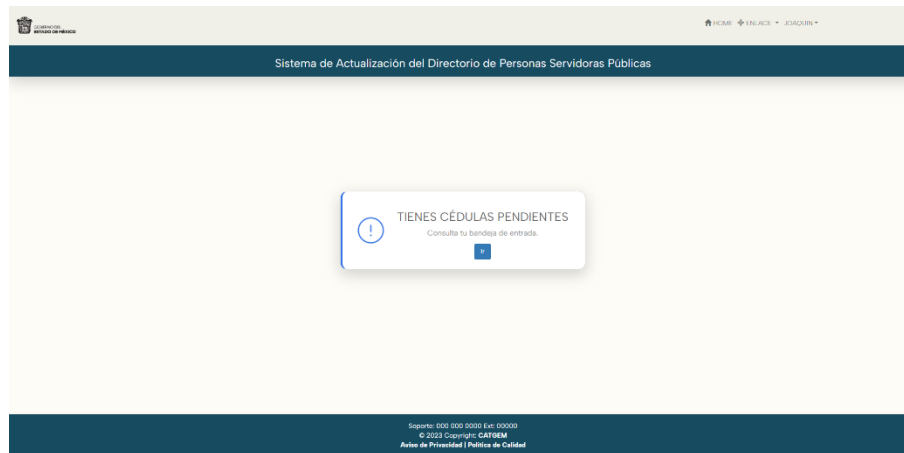 GOBIERNO DEL
ESTADO DE MÉXICO
HOME ENLACE JOAQUIN
Sistema de Actualización del Directorio de Personas Servidoras Públicas
TIENES CÉDULAS PENDIENTES
Consulta tu bandeja de entrada.
Ir
Soporte: 000 000 0000 Ext: 00000
© 2023 Copyright: CATGEM
Aviso de Privacidad | Política de Calidad